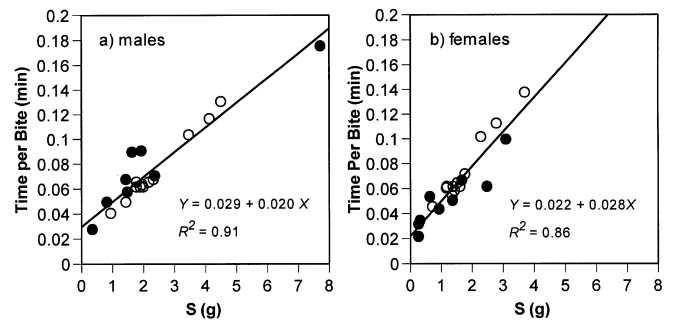 a) males
Time per Bite (min)
0.2
0.18
0.16
0.14
0.12
0.1
0.08
0.06
0.04
0.02
0
Y = 0.029 + 0.020 X
R² = 0.91
0 1 2 3 4 5 6 7 8
S (g)
b) females
Time Per Bite (min)
0.2
0.18
0.16
0.14
0.12
0.1
0.08
0.06
0.04
0.02
0
Y = 0.022 + 0.028X
R² = 0.86
0 1 2 3 4 5 6 7 8
S (g)